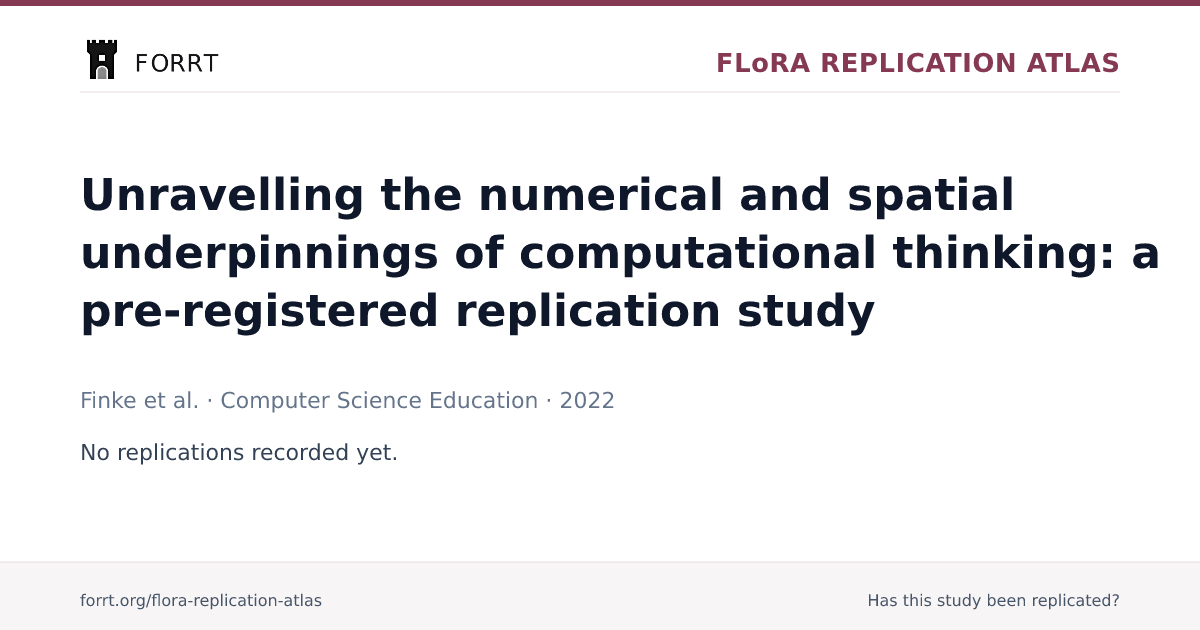 FORRT
FLoRA REPLICATION ATLAS
Unravelling the numerical and spatial
underpinnings of computational thinking: a
pre-registered replication study
Finke et al. · Computer Science Education · 2022
No replications recorded yet.
forrt.org/flora-replication-atlas
Has this study been replicated?